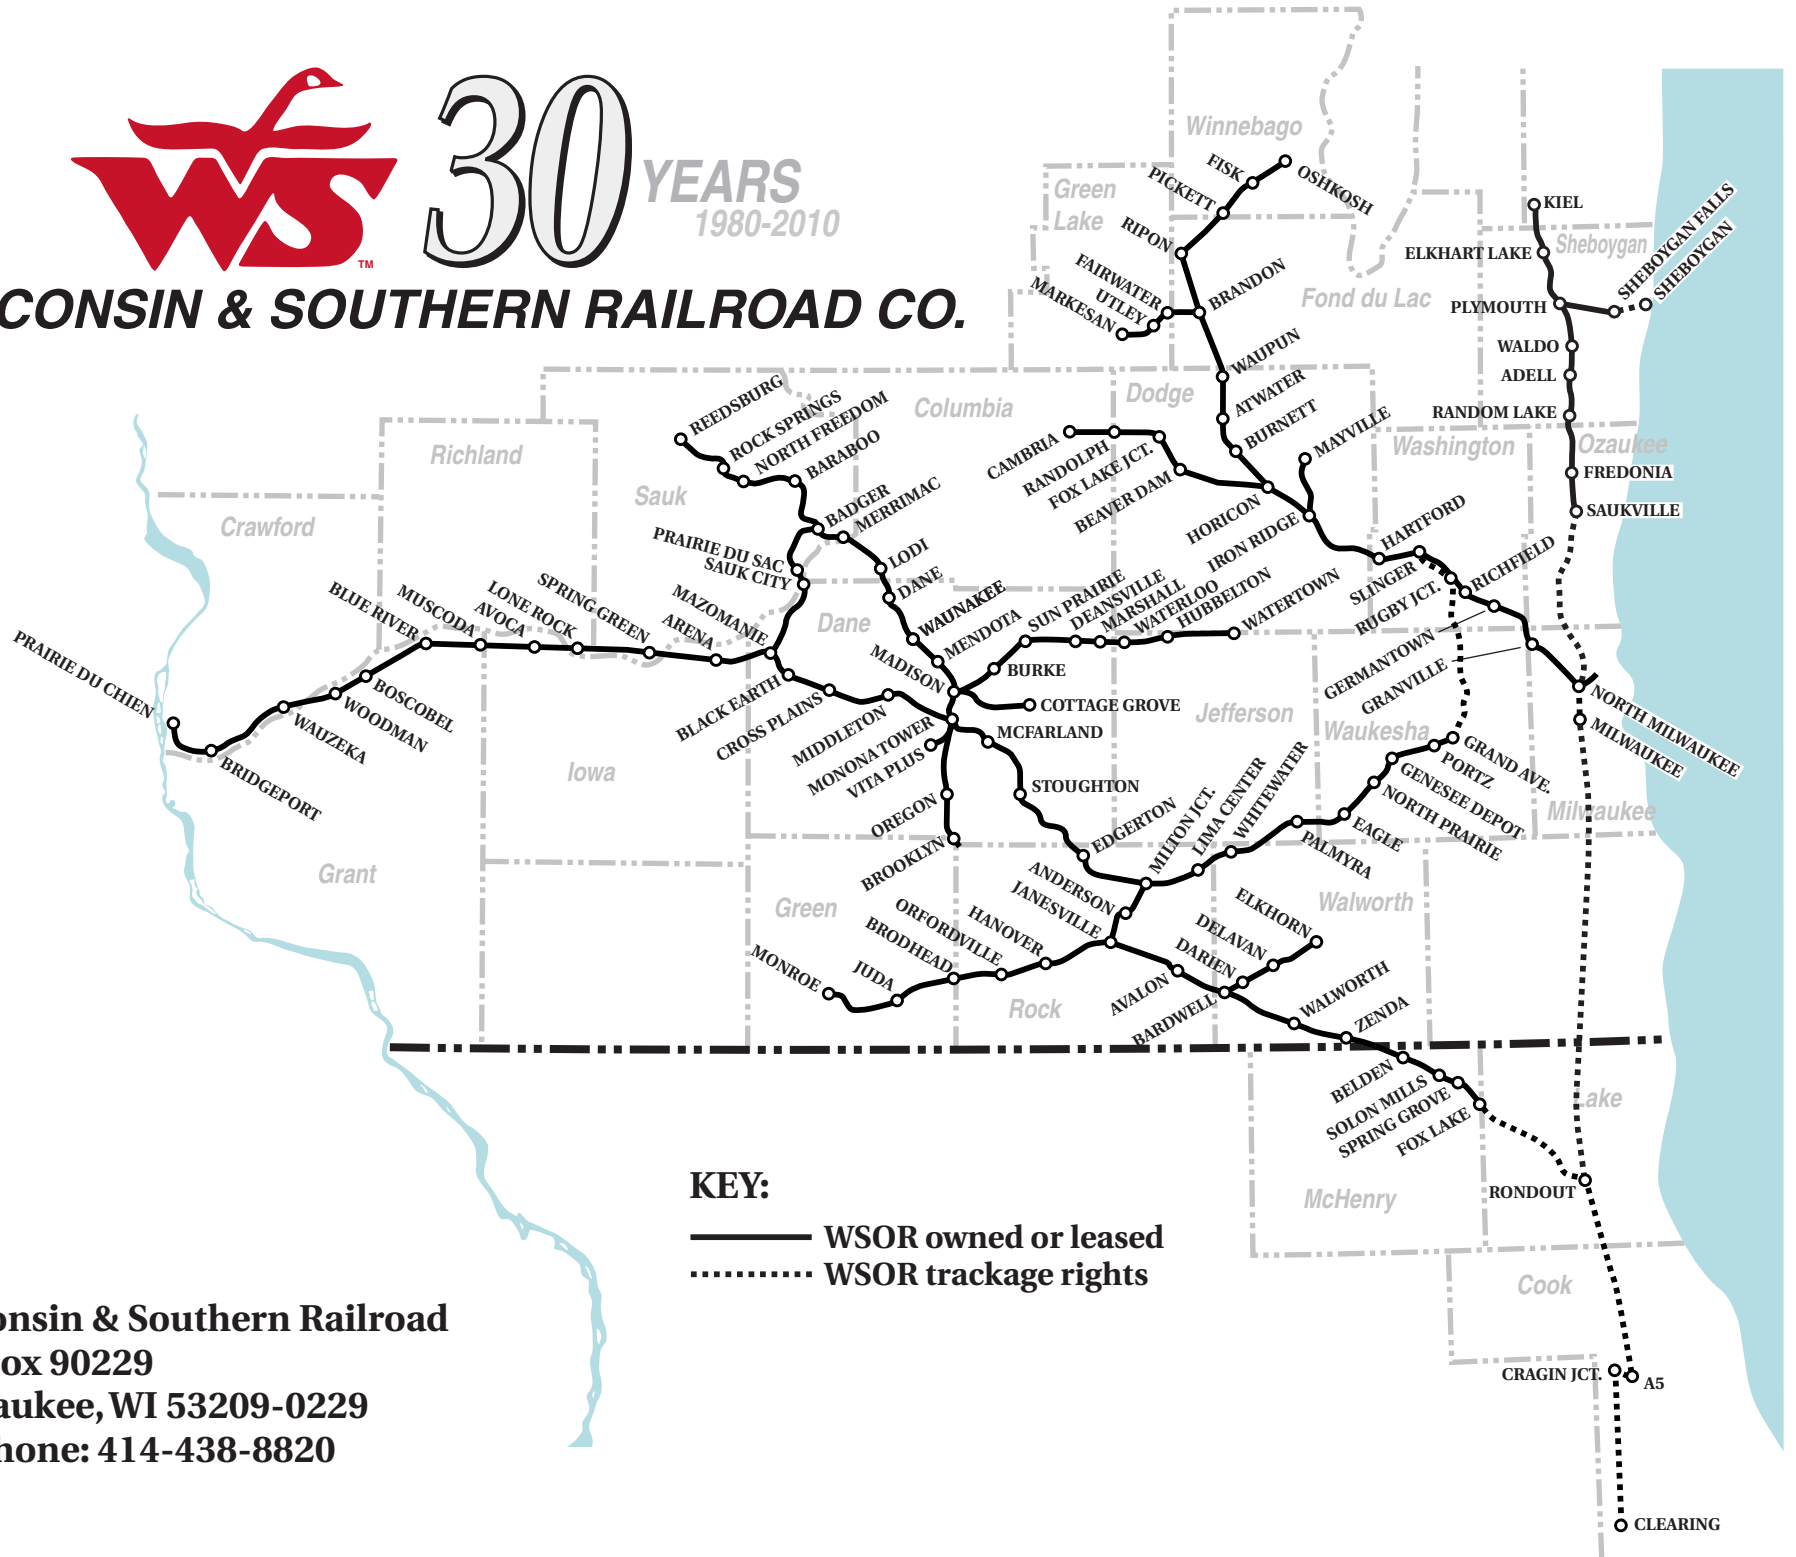 WS
TM
30
YEARS
1980-2010
CONSIN & SOUTHERN RAILROAD CO.
Winnebago
Green
Lake
Fond du Lac
Sheboygan
Columbia
Dodge
Washington
Ozaukee
Richland
Sauk
Crawford
Dane
Jefferson
Waukesha
Milwaukee
Iowa
Grant
Green
Rock
Walworth
McHenry
Lake
Cook
FISK
OSHKOSH
PICKETT
RIPON
FAIRWATER
UTLEY
MARKESAN
BRANDON
WAUPUN
ATWATER
BURNETT
MAYVILLE
CAMBRIA
RANDOLPH
FOX LAKE JCT.
BEAVER DAM
HORICON
IRON RIDGE
HARTFORD
SLINGER
RUGBY JCT.
RICHFIELD
GERMANTOWN
GRANVILLE
NORTH MILWAUKEE
MILWAUKEE
KIEL
ELKHART LAKE
PLYMOUTH
SHEBOYGAN FALLS
SHEBOYGAN
WALDO
ADELL
RANDOM LAKE
FREDONIA
SAUKVILLE
REEDSBURG
ROCK SPRINGS
NORTH FREEDOM
BARABOO
BADGER
MERRIMAC
PRAIRIE DU SAC
SAUK CITY
LODI
DANE
WAUNAKEE
MENDOTA
MADISON
SUN PRAIRIE
DEANSVILLE
MARSHALL
WATERLOO
HUBBELTON
WATERTOWN
BURKE
COTTAGE GROVE
MCFARLAND
STOUGHTON
EDGERTON
PRAIRIE DU CHIEN
BRIDGEPORT
WAUZEKA
WOODMAN
BOSCOBEL
BLUE RIVER
MUSCODA
AVOCA
LONE ROCK
SPRING GREEN
ARENA
MAZOMANIE
BLACK EARTH
CROSS PLAINS
MIDDLETON
MONONA TOWER
VITA PLUS
OREGON
BROOKLYN
MILTON JCT.
LIMA CENTER
WHITEWATER
PALMYRA
EAGLE
NORTH PRAIRIE
GENESEE DEPOT
PORTZ
GRAND AVE.
ANDERSON
JANESVILLE
HANOVER
ORFORDVILLE
BRODHEAD
JUDA
MONROE
AVALON
BARDWELL
DARIEN
DELAVAN
ELKHORN
WALWORTH
ZENDA
BELDEN
SOLON MILLS
SPRING GROVE
FOX LAKE
RONDOUT
CRAGIN JCT.
A5
CLEARING
KEY:
WSOR owned or leased
WSOR trackage rights
onsin & Southern Railroad
ox 90229
aukee, WI 53209-0229
hone: 414-438-8820